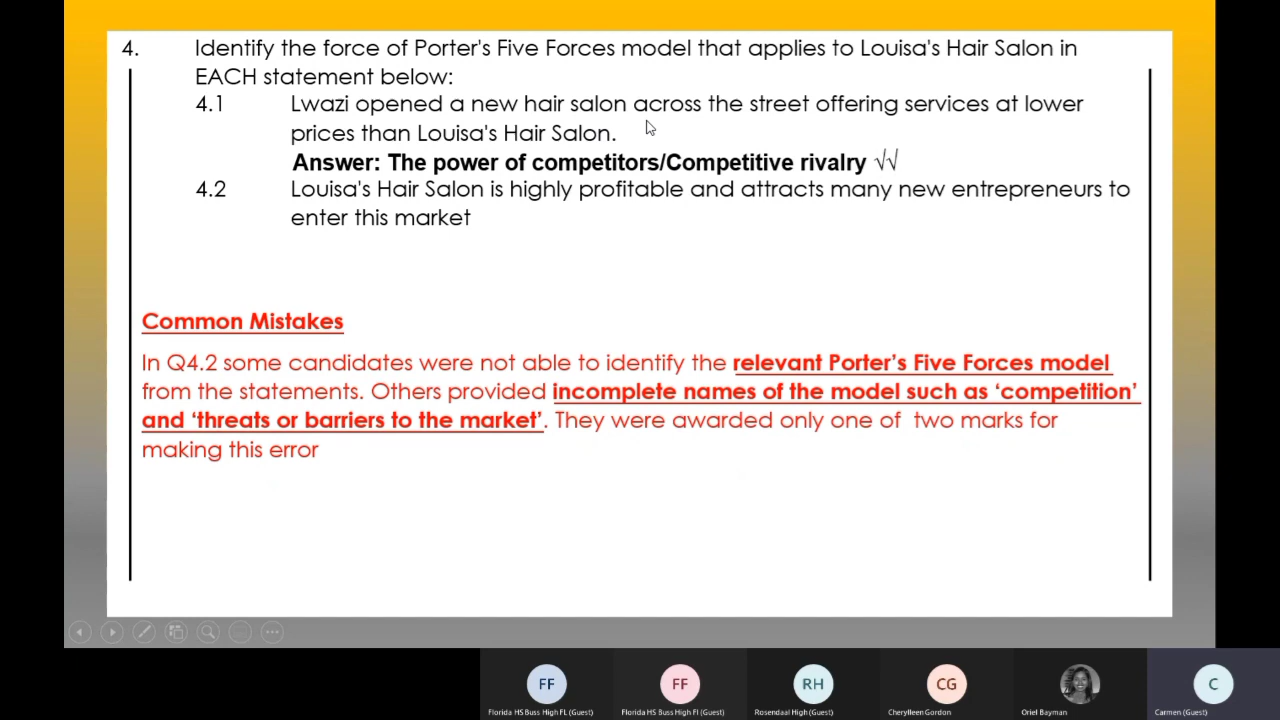 4. Identify the force of Porter's Five Forces model that applies to Louisa's Hair Salon in
EACH statement below:
4.1 Lwazi opened a new hair salon across the street offering services at lower
prices than Louisa's Hair Salon.
Answer: The power of competitors/Competitive rivalry √√
4.2 Louisa's Hair Salon is highly profitable and attracts many new entrepreneurs to
enter this market
Common Mistakes
In Q4.2 some candidates were not able to identify the relevant Porter's Five Forces model
from the statements. Others provided incomplete names of the model such as 'competition'
and 'threats or barriers to the market'. They were awarded only one of two marks for
making this error
FF FF RH CG C
Florida HS Buss High FL (Guest) Florida HS Buss High Fl (Guest) Rosendaal High (Guest) Cherylleen Gordon Oriel Bayman Carmen (Guest)